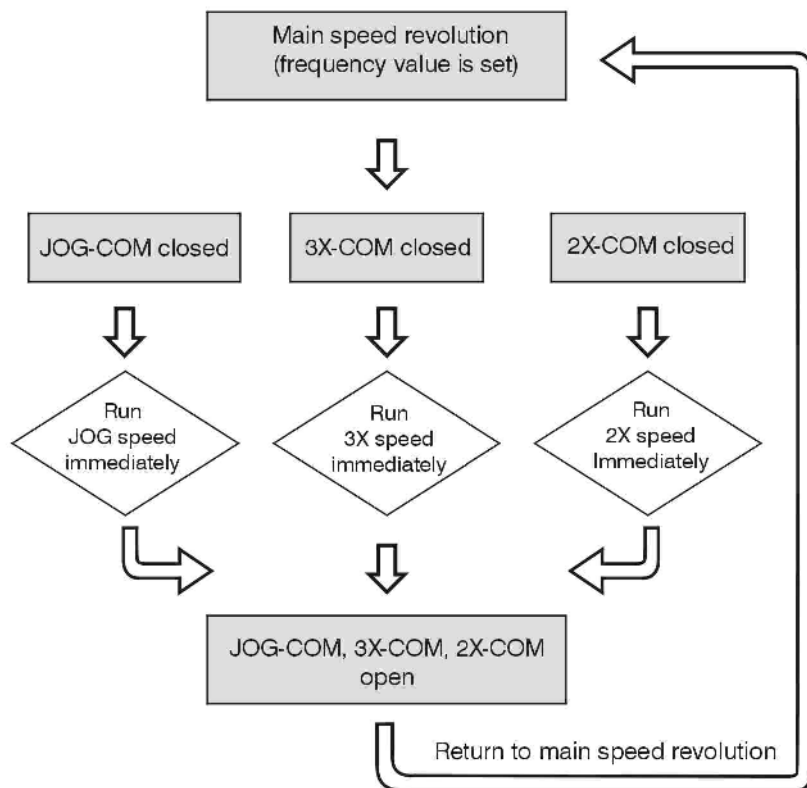 Main speed revolution
(frequency value is set)
JOG-COM closed
3X-COM closed
2X-COM closed
Run
JOG speed
immediately
Run
3X speed
immediately
Run
2X speed
Immediately
JOG-COM, 3X-COM, 2X-COM
open
Return to main speed revolution